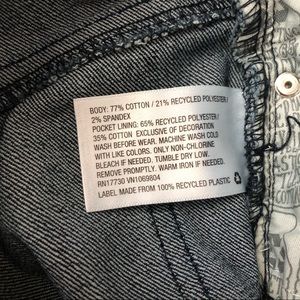 BODY: 77% COTTON / 21% RECYCLED POLYESTER /
2% SPANDEX
POCKET LINING: 65% RECYCLED POLYESTER /
35% COTTON EXCLUSIVE OF DECORATION
WASH BEFORE WEAR. MACHINE WASH COLD
WITH LIKE COLORS. ONLY NON-CHLORINE
BLEACH IF NEEDED. TUMBLE DRY LOW.
REMOVE PROMPTLY. WARM IRON IF NEEDED.
RN17730 VN1069804
LABEL MADE FROM 100% RECYCLED PLASTIC